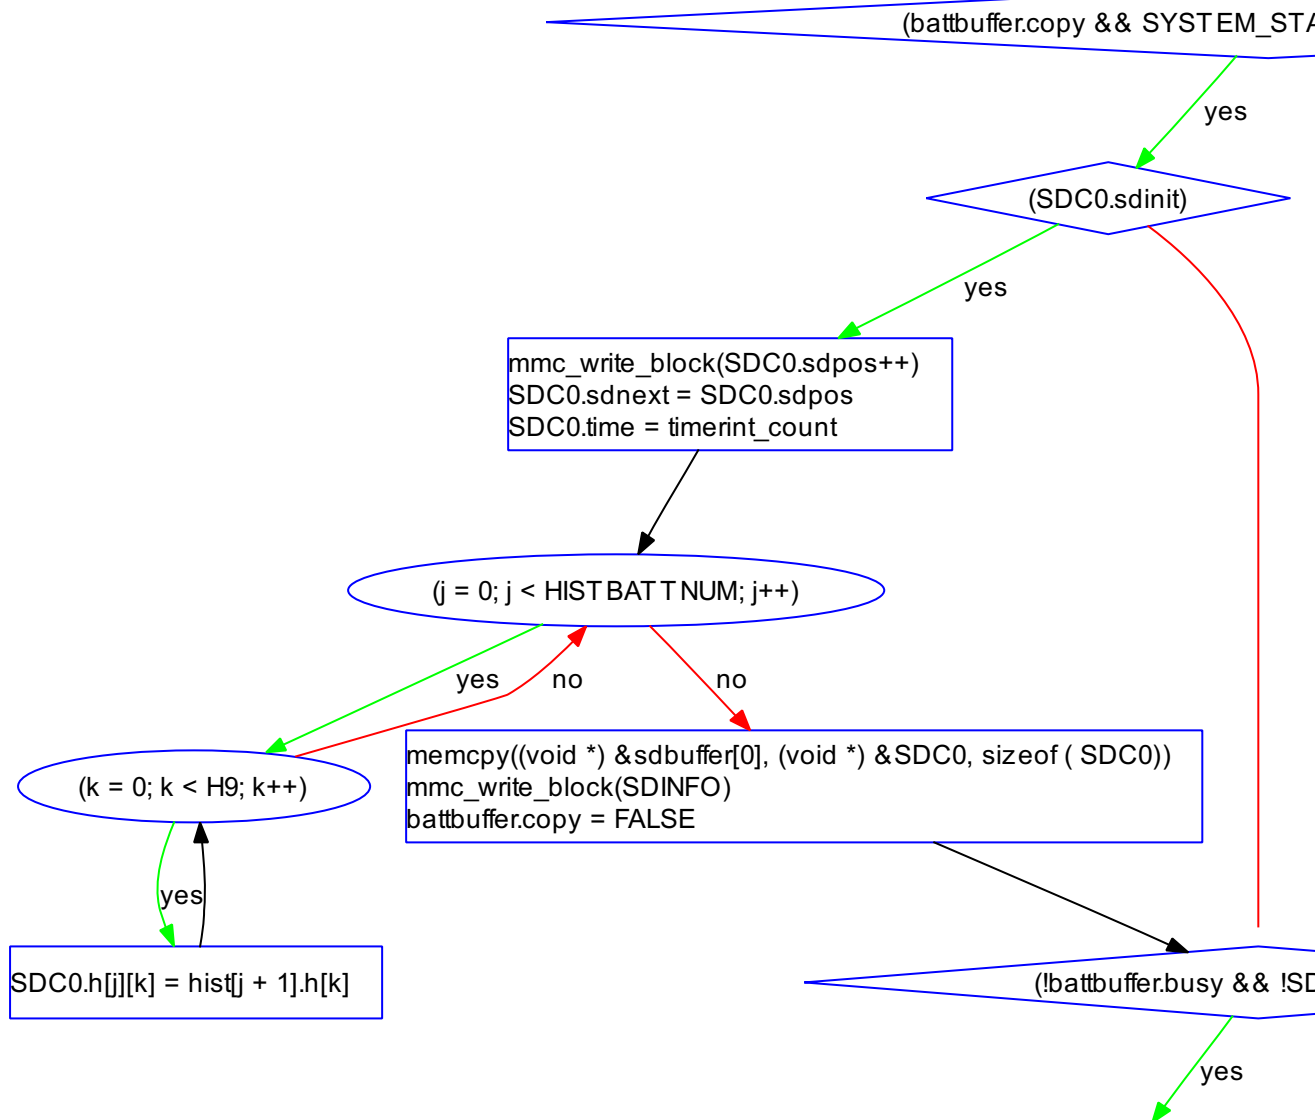 (battbuffer.copy && SYSTEM_STA
yes
(SDC0.sdinit)
yes
mmc_write_block(SDC0.sdpos++)
SDC0.sdnext = SDC0.sdpos
SDC0.time = timerint_count
(j = 0; j < HISTBATTNUM; j++)
yes
no
no
memcpy((void *) &sdbuffer[0], (void *) &SDC0, sizeof ( SDC0))
mmc_write_block(SDINFO)
battbuffer.copy = FALSE
(k = 0; k < H9; k++)
yes
SDC0.h[j][k] = hist[j + 1].h[k]
(!battbuffer.busy && !SD
yes